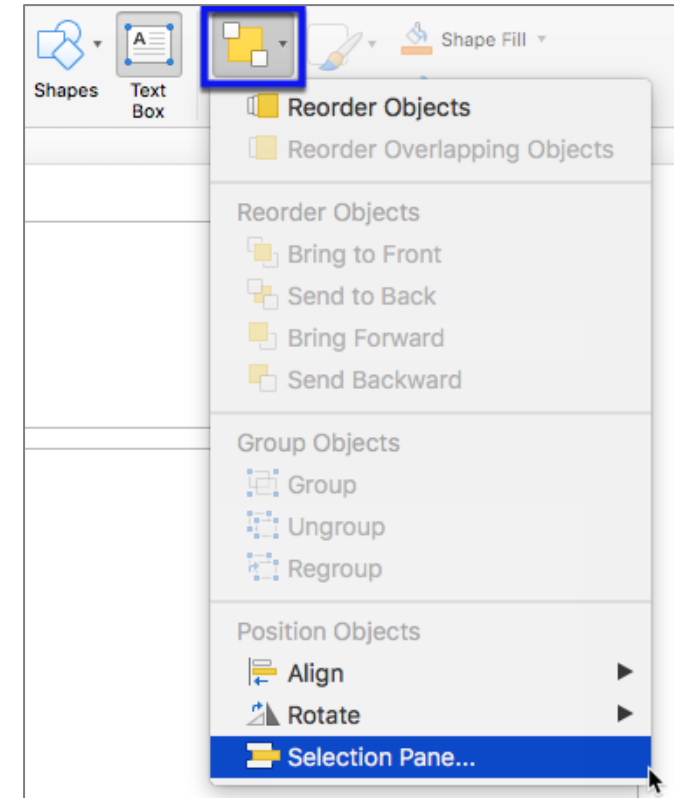 A
Shape Fill
Shapes
Text
Box
Reorder Objects
Reorder Overlapping Objects
Reorder Objects
Bring to Front
Send to Back
Bring Forward
Send Backward
Group Objects
Group
Ungroup
Regroup
Position Objects
Align
Rotate
Selection Pane...